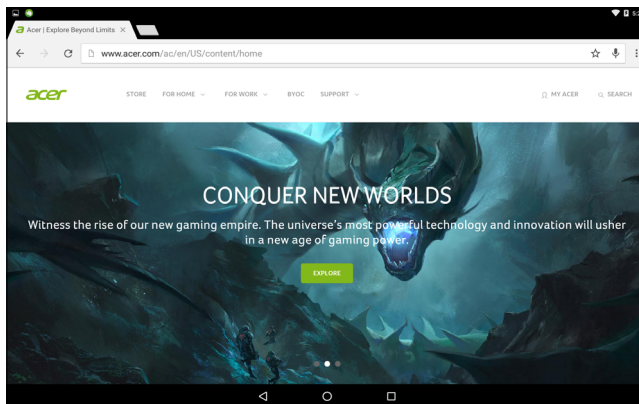 Acer | Explore Beyond Limits
www.acer.com/ac/en/US/content/home
acer
STORE
FOR HOME
FOR WORK
BYOC
SUPPORT
MY ACER
SEARCH
CONQUER NEW WORLDS
Witness the rise of our new gaming empire. The universe's most powerful technology and innovation will usher
in a new age of gaming power.
EXPLORE